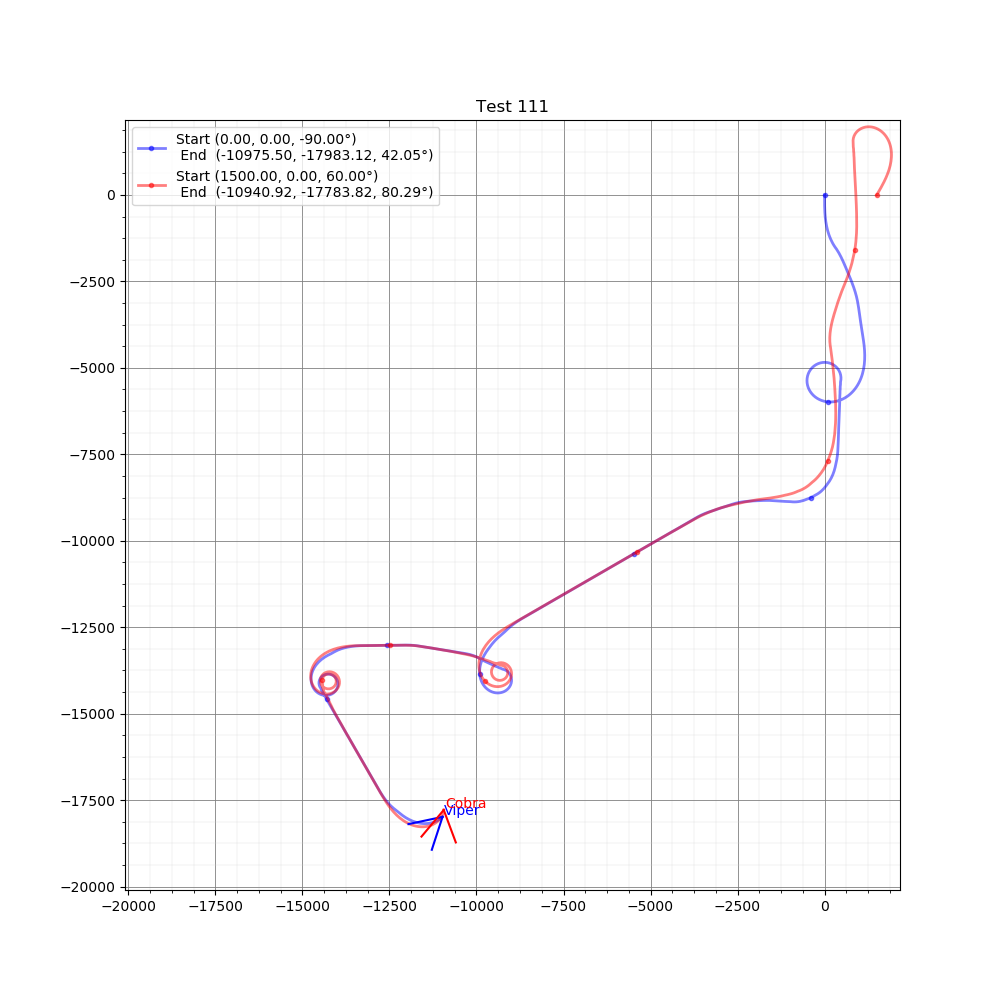 Test 111
Start (0.00, 0.00, -90.00°)
End (-10975.50, -17983.12, 42.05°)
Start (1500.00, 0.00, 60.00°)
End (-10940.92, -17783.82, 80.29°)
0
−2500
−5000
−7500
−10000
−12500
−15000
−17500
−20000
Cobra
Viper
−20000 −17500 −15000 −12500 −10000 −7500 −5000 −2500 0